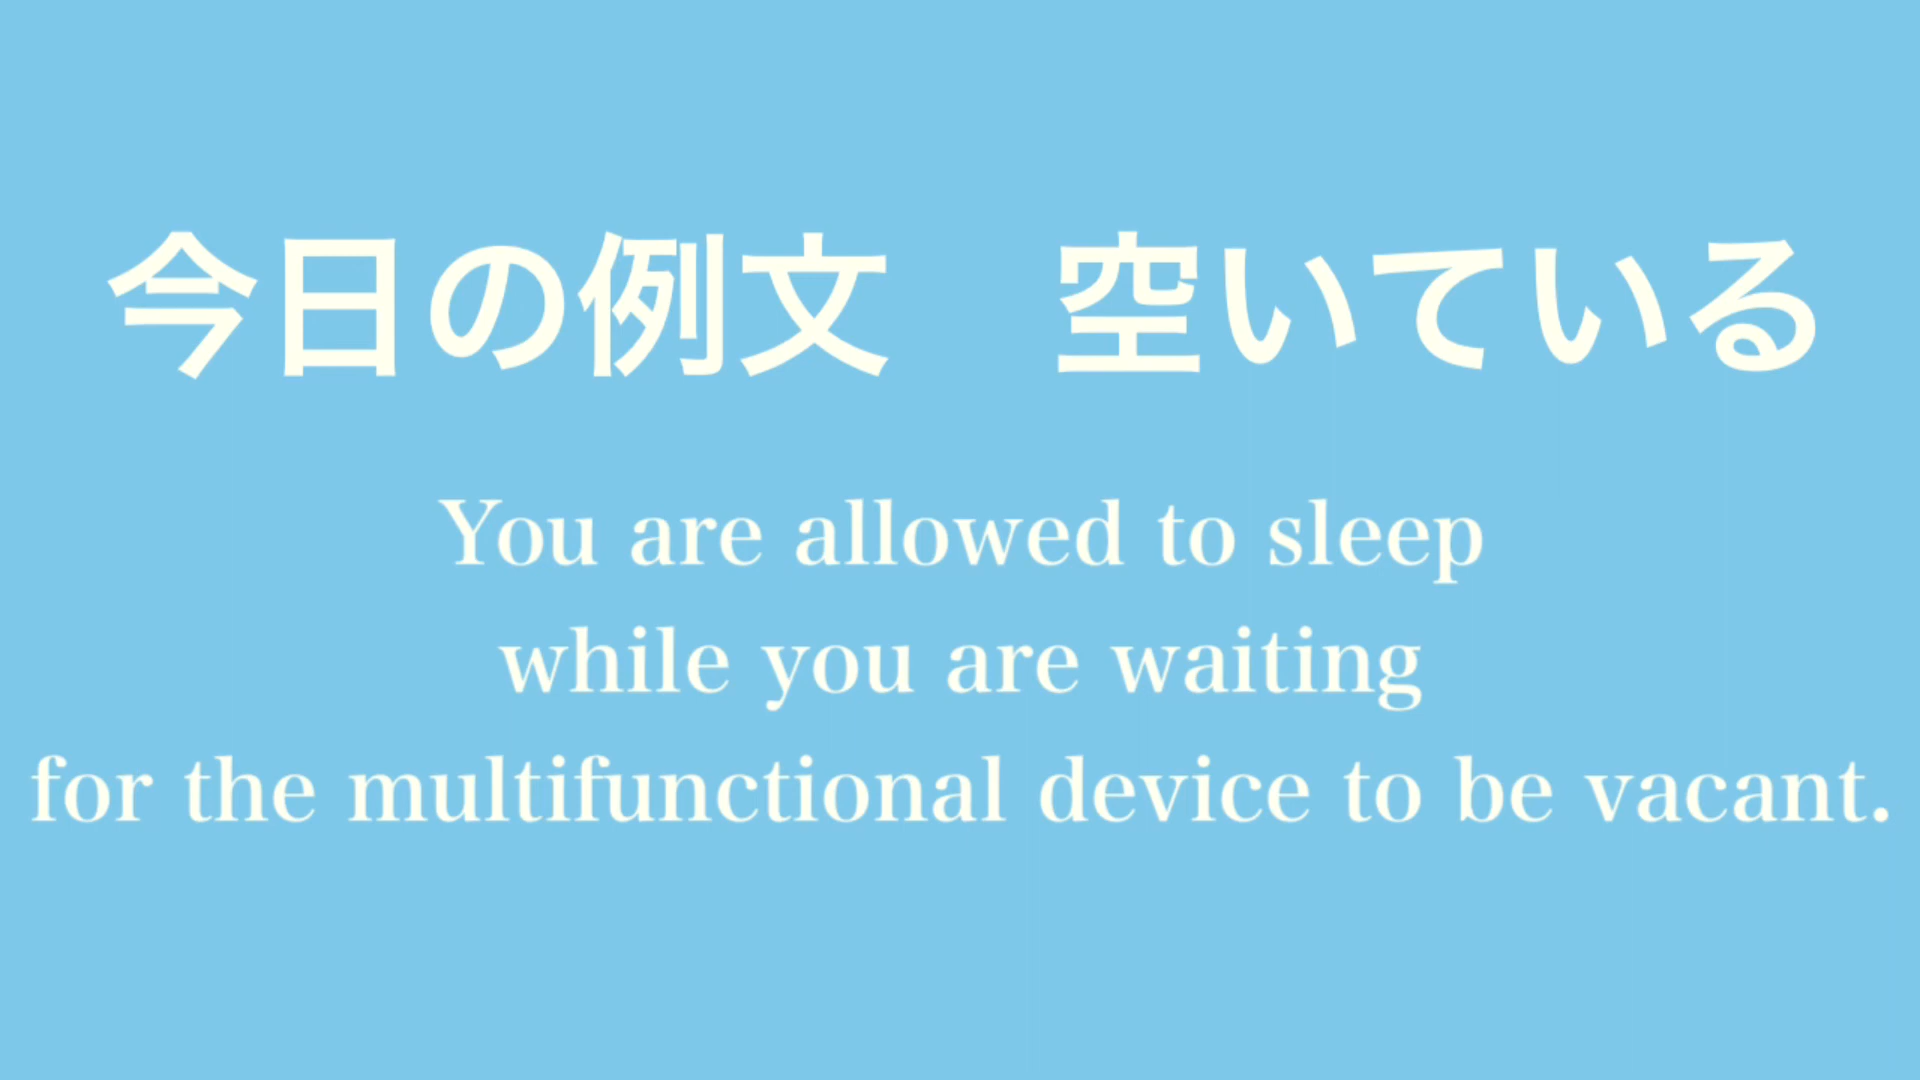 今日の例文　空いている
You are allowed to sleep
while you are waiting
for the multifunctional device to be vacant.